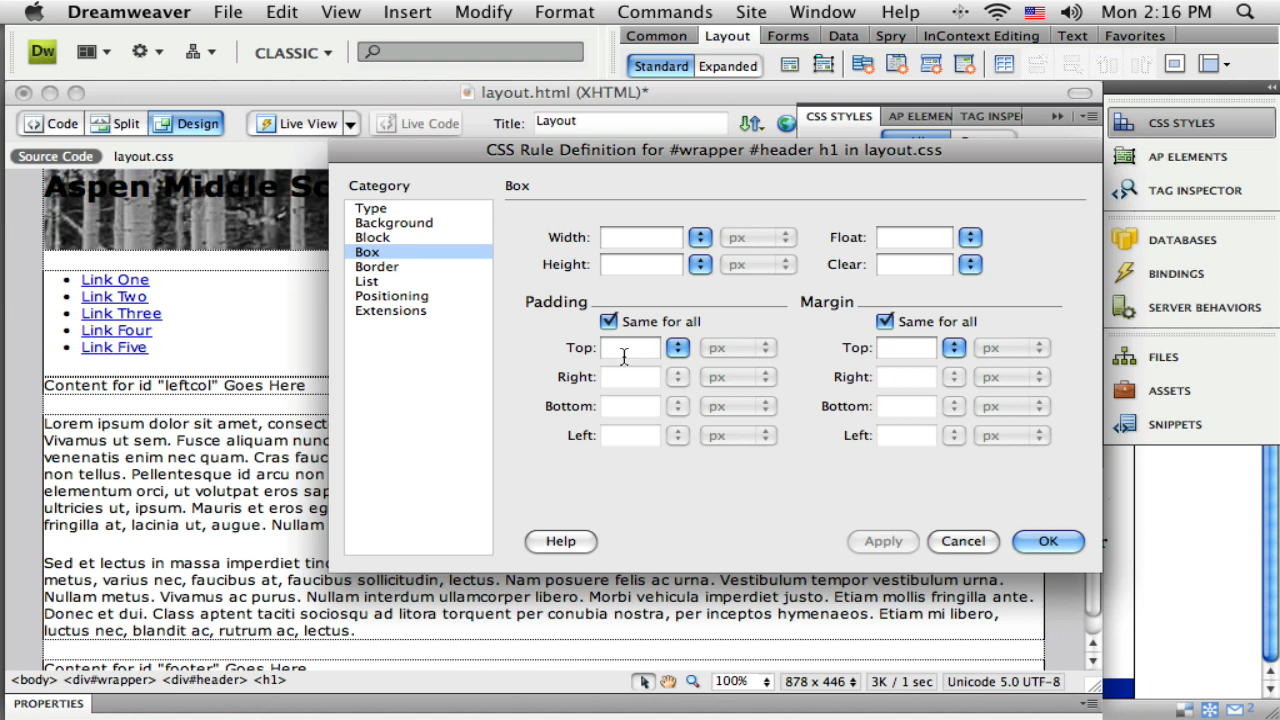 Dreamweaver File Edit View Insert Modify Format Commands Site Window Help Mon 2:16 PM
Dw CLASSIC
Common Layout Forms Data Spry InContext Editing Text Favorites
Standard Expanded
layout.html (XHTML)*
Code Split Design Live View Live Code Title: Layout
CSS STYLES AP ELEMEN TAG INSPE
Source Code layout.css
CSS Rule Definition for #wrapper #header h1 in layout.css
Category
Type
Background
Block
Box
Border
List
Positioning
Extensions
Box
Width: px Float:
Height: px Clear:
Padding Margin
Same for all Same for all
Top: px Top: px
Right: px Right: px
Bottom: px Bottom: px
Left: px Left: px
Help Apply Cancel OK
CSS STYLES
AP ELEMENTS
TAG INSPECTOR
DATABASES
BINDINGS
SERVER BEHAVIORS
FILES
ASSETS
SNIPPETS
Aspen Middle Sc
Link One
Link Two
Link Three
Link Four
Link Five
Content for id "leftcol" Goes Here
Lorem ipsum dolor sit amet, consect
Vivamus ut sem. Fusce aliquam nunc
venenatis enim nec quam. Cras fauc
non tellus. Pellentesque id arcu non
elementum orci, ut volutpat eros sap
ultricies ut, ipsum. Mauris et eros eg
fringilla at, lacinia ut, augue. Nullam
Sed et lectus in massa imperdiet tinc
metus, varius nec, faucibus at, faucibus sollicitudin, lectus. Nam posuere felis ac urna. Vestibulum tempor vestibulum urna.
Nullam metus. Vivamus ac purus. Nullam interdum ullamcorper libero. Morbi vehicula imperdiet justo. Etiam mollis fringilla ante.
Donec et dui. Class aptent taciti sociosqu ad litora torquent per conubia nostra, per inceptos hymenaeos. Etiam mi libero,
luctus nec, blandit ac, rutrum ac, lectus.
Content for id "footer" Goes Here
<body> <div#wrapper> <div#header> <h1> 100% 878 x 446 3K / 1 sec Unicode 5.0 UTF-8
PROPERTIES
2